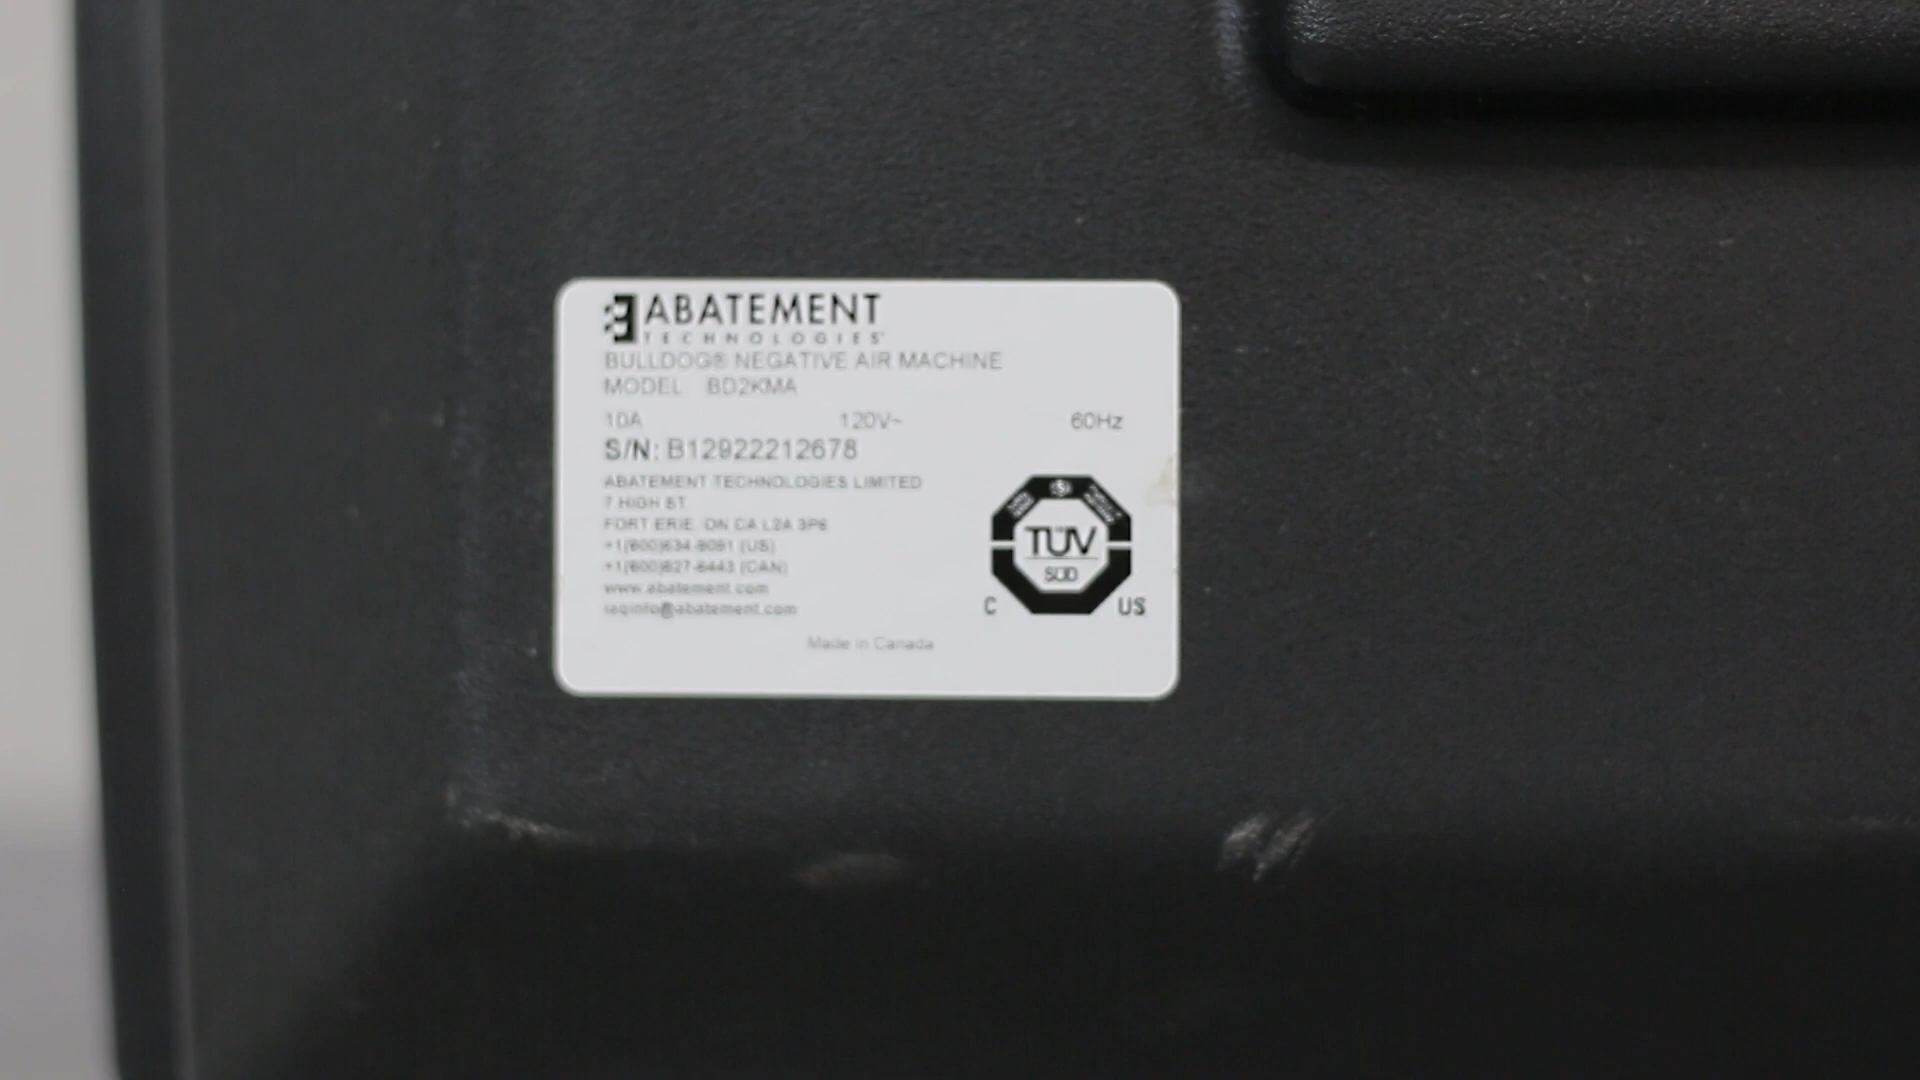 ABATEMENT
TECHNOLOGIES
BULLDOG® NEGATIVE AIR MACHINE
MODEL BD2KMA
10A 120V~ 60Hz
S/N: B12922212678
ABATEMENT TECHNOLOGIES LIMITED
7 HIGH ST
FORT ERIE, ON CA L2A 3P6
+1(800)634-9091 (US)
+1(800)827-6443 (CAN)
www.abatement.com
iaqinfo@abatement.com
TÜV
SÜD
C US
Made in Canada